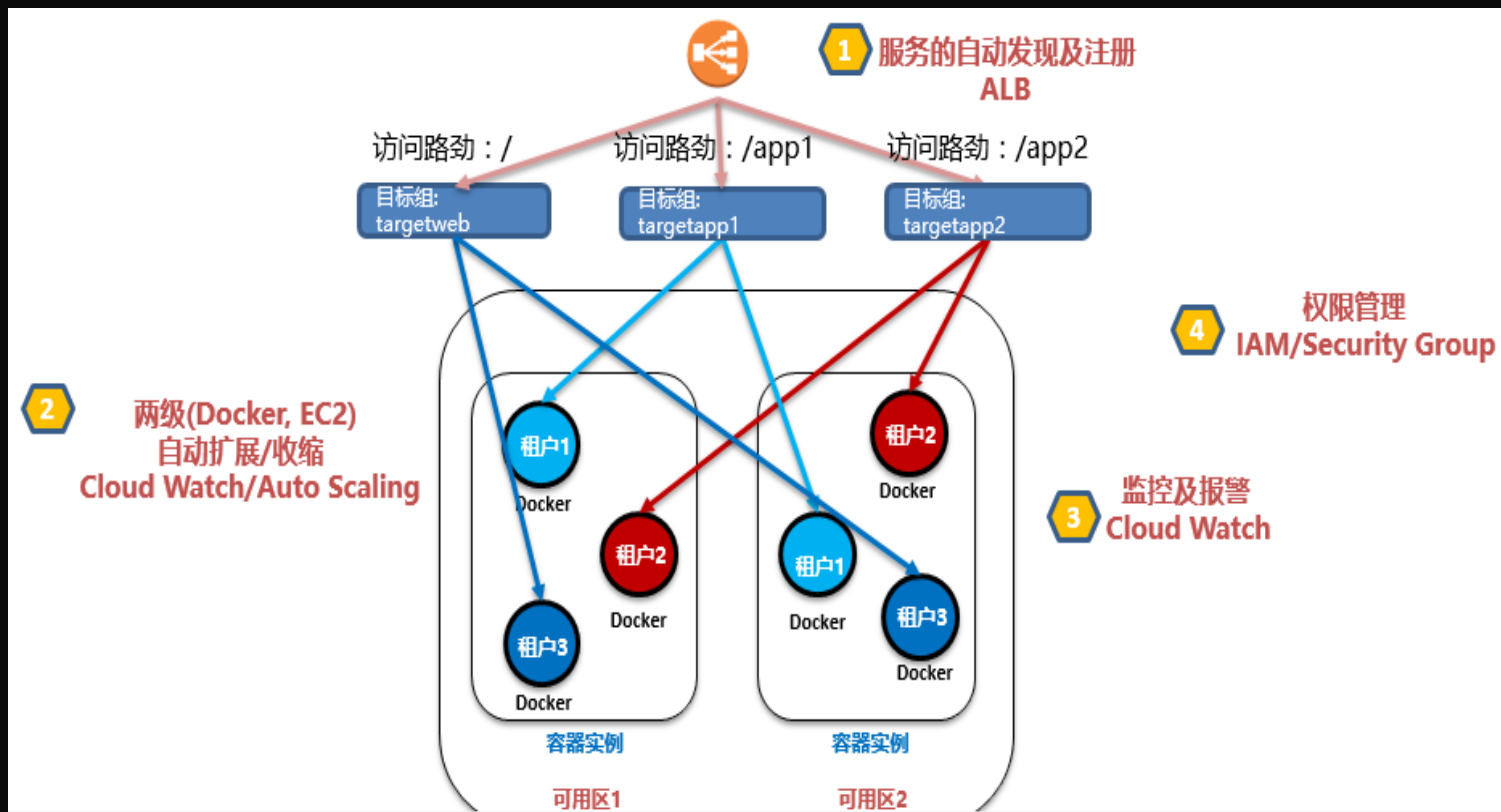 1
服务的自动发现及注册
ALB
访问路劲：/
访问路劲：/app1
访问路劲：/app2
目标组:
targetweb
目标组:
targetapp1
目标组:
targetapp2
4
权限管理
IAM/Security Group
2
两级(Docker, EC2)
自动扩展/收缩
Cloud Watch/Auto Scaling
3
监控及报警
Cloud Watch
租户1
Docker
租户2
Docker
租户3
Docker
租户2
Docker
租户1
Docker
租户3
Docker
容器实例
容器实例
可用区1
可用区2